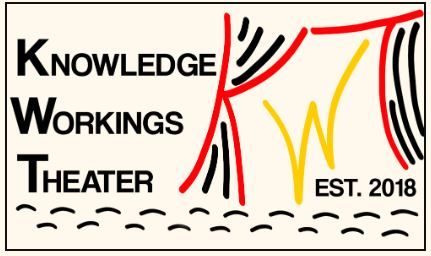 KNOWLEDGE
WORKINGS
THEATER
KWT
EST. 2018